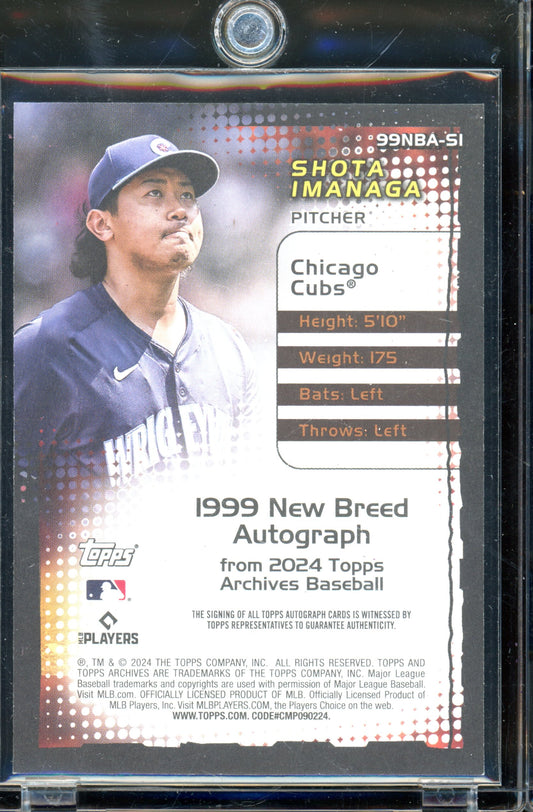 99NBA-SI
SHOTA
IMANAGA
PITCHER
Chicago
Cubs®
Height: 5'10"
Weight: 175
Bats: Left
Throws: Left
WRIGLEYV
1999 New Breed
Autograph
from 2024 Topps
Archives Baseball
Topps®
THE SIGNING OF ALL TOPPS AUTOGRAPH CARDS IS WITNESSED BY
TOPPS REPRESENTATIVES TO GUARANTEE AUTHENTICITY.
MLB PLAYERS
®, TM & © 2024 THE TOPPS COMPANY, INC. ALL RIGHTS RESERVED. TOPPS AND
TOPPS ARCHIVES ARE TRADEMARKS OF THE TOPPS COMPANY, INC. Major League
Baseball trademarks and copyrights are used with permission of Major League Baseball.
Visit MLB.com. OFFICIALLY LICENSED PRODUCT OF MLB. Officially Licensed Product of
MLB Players, Inc. Visit MLBPLAYERS.COM, the Players Choice on the web.
WWW.TOPPS.COM. CODE#CMP090224.